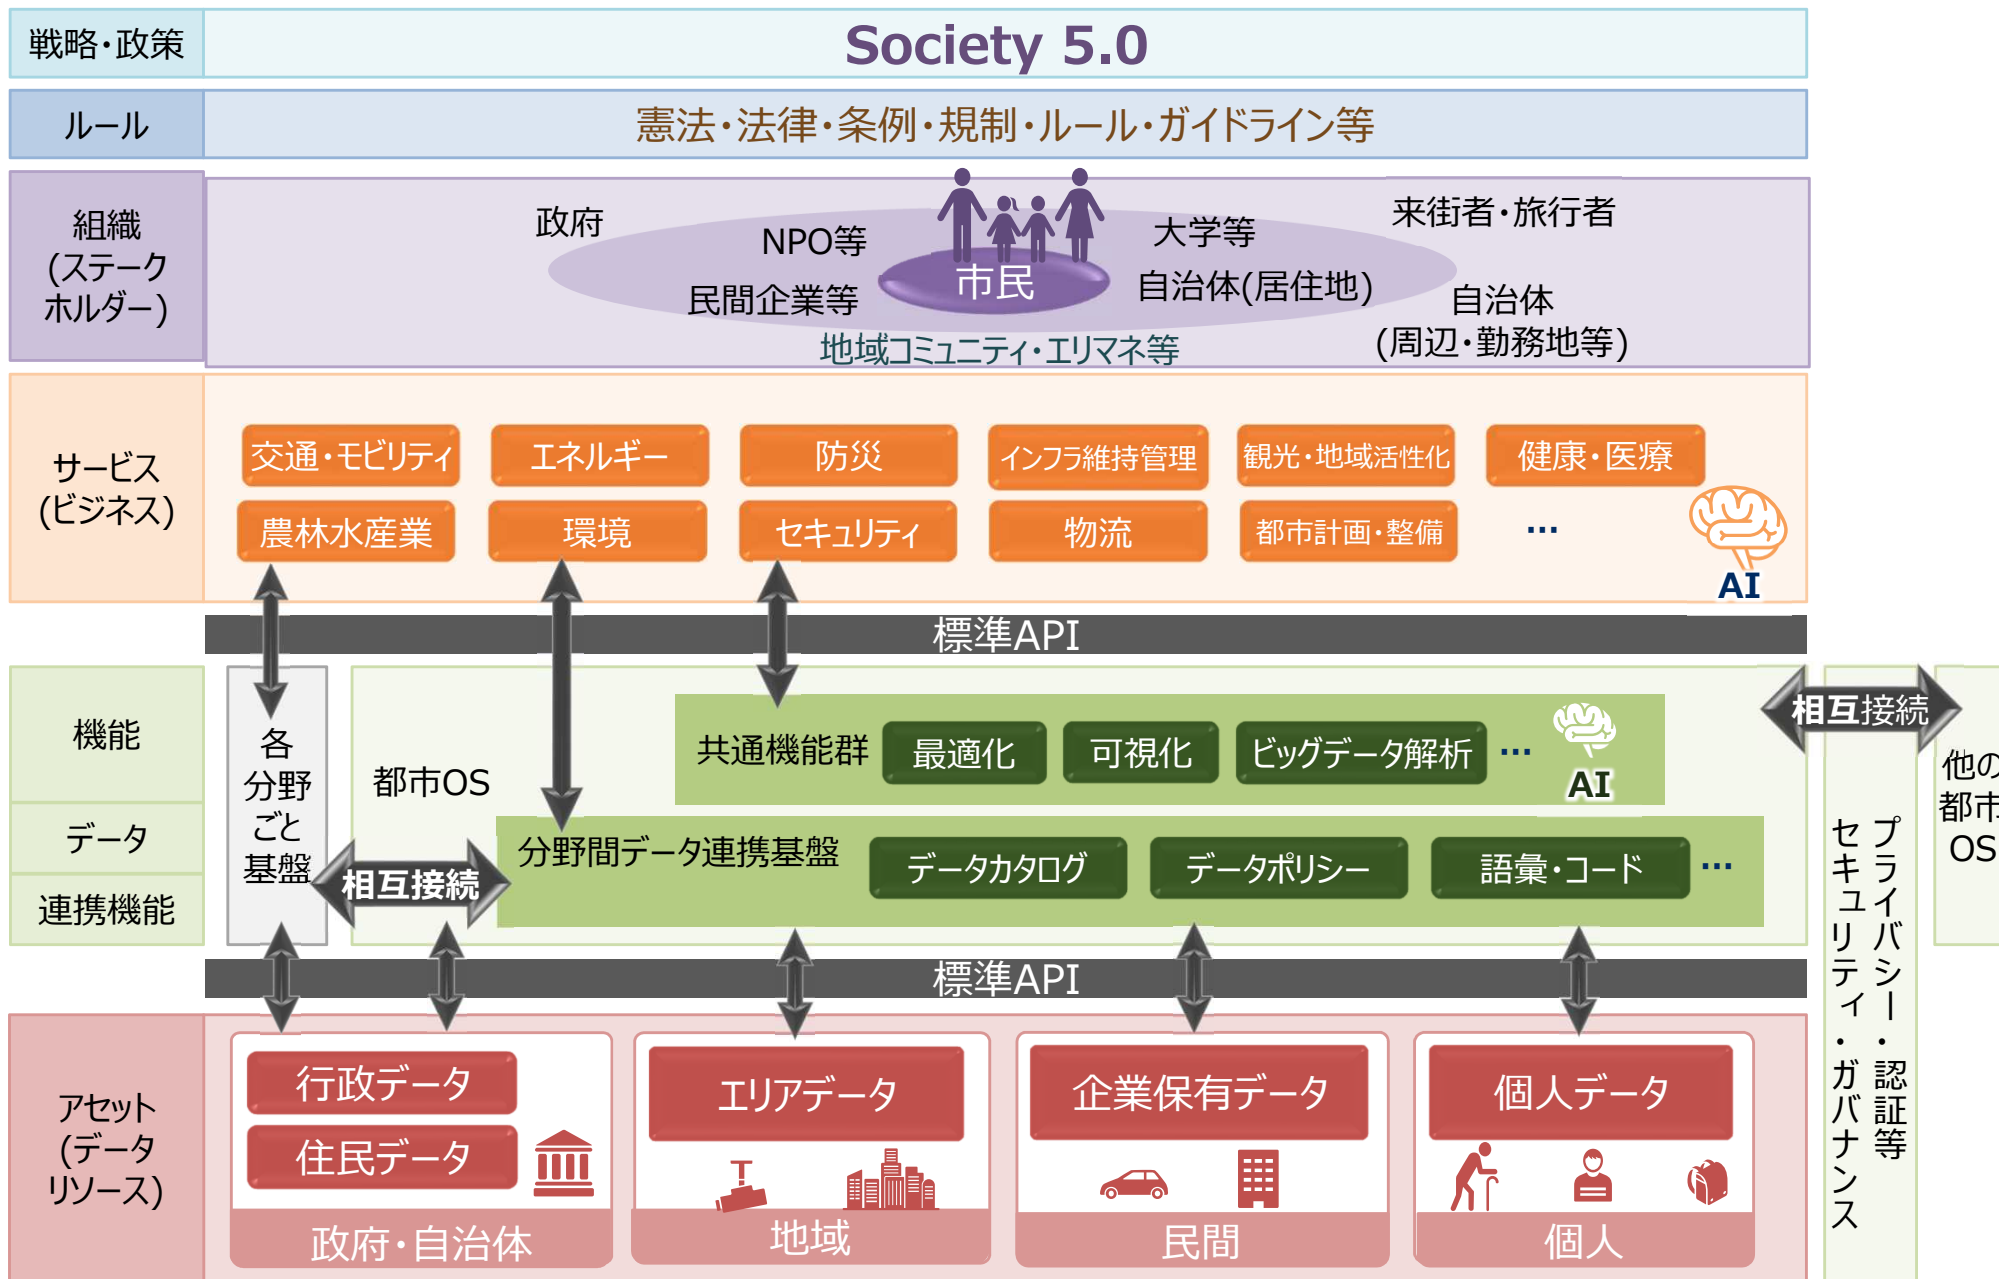 戦略・政策
Society 5.0
ルール
憲法・法律・条例・規制・ルール・ガイドライン等
組織
(ステーク
ホルダー)
政府
NPO等
民間企業等
市民
大学等
自治体(居住地)
来街者・旅行者
自治体
(周辺・勤務地等)
地域コミュニティ・エリマネ等
サービス
(ビジネス)
交通・モビリティ
エネルギー
防災
インフラ維持管理
観光・地域活性化
健康・医療
農林水産業
環境
セキュリティ
物流
都市計画・整備
…
AI
標準API
機能
データ
連携機能
各
分野
ごと
基盤
都市OS
共通機能群
最適化
可視化
ビッグデータ解析
…
AI
相互接続
分野間データ連携基盤
データカタログ
データポリシー
語彙・コード
…
相互接続
他の
都市
OS
プライバシー・認証等
セキュリティ・ガバナンス
標準API
アセット
(データ
リソース)
行政データ
住民データ
政府・自治体
エリアデータ
地域
企業保有データ
民間
個人データ
個人